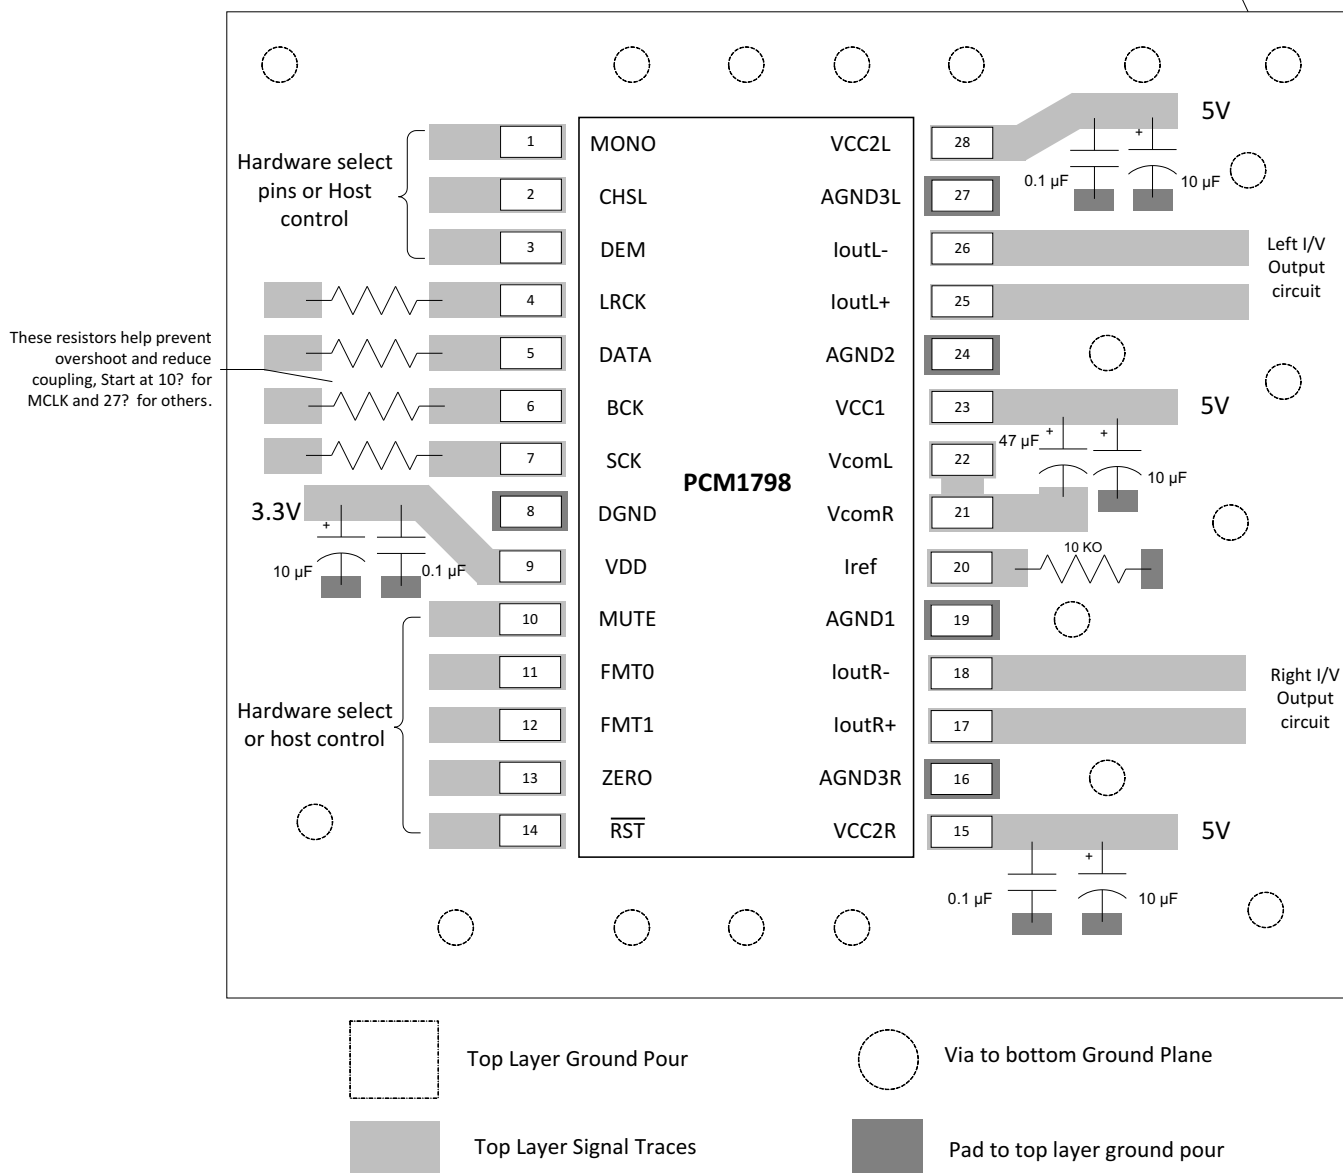 5V
1
MONO
VCC2L
28
Hardware select
pins or Host
control
0.1 µF
+
10 µF
2
CHSL
AGND3L
27
3
DEM
IoutL-
26
Left I/V
Output
circuit
4
LRCK
IoutL+
25
These resistors help prevent
overshoot and reduce
coupling, Start at 10? for
MCLK and 27? for others.
5
DATA
AGND2
24
6
BCK
VCC1
23
5V
7
SCK
VcomL
22
47 µF
+
+
10 µF
PCM1798
3.3V
8
DGND
VcomR
21
+
10 µF
0.1 µF
9
VDD
Iref
20
10 KO
10
MUTE
AGND1
19
11
FMT0
IoutR-
18
Right I/V
Output
circuit
Hardware select
or host control
12
FMT1
IoutR+
17
13
ZERO
AGND3R
16
14
RST
VCC2R
15
5V
0.1 µF
+
10 µF
Top Layer Ground Pour
Via to bottom Ground Plane
Top Layer Signal Traces
Pad to top layer ground pour